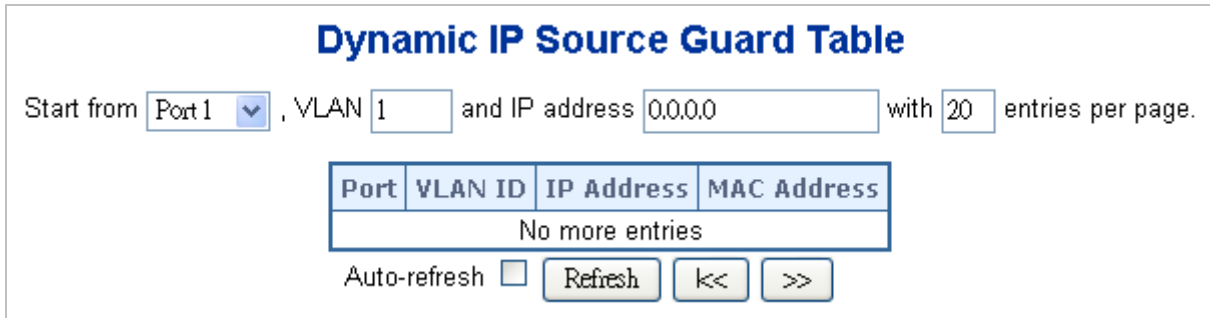 Dynamic IP Source Guard Table
Start from Port 1 , VLAN 1 and IP address 0.0.0.0 with 20 entries per page.
Port VLAN ID IP Address MAC Address
No more entries
Auto-refresh Refresh |<< >>